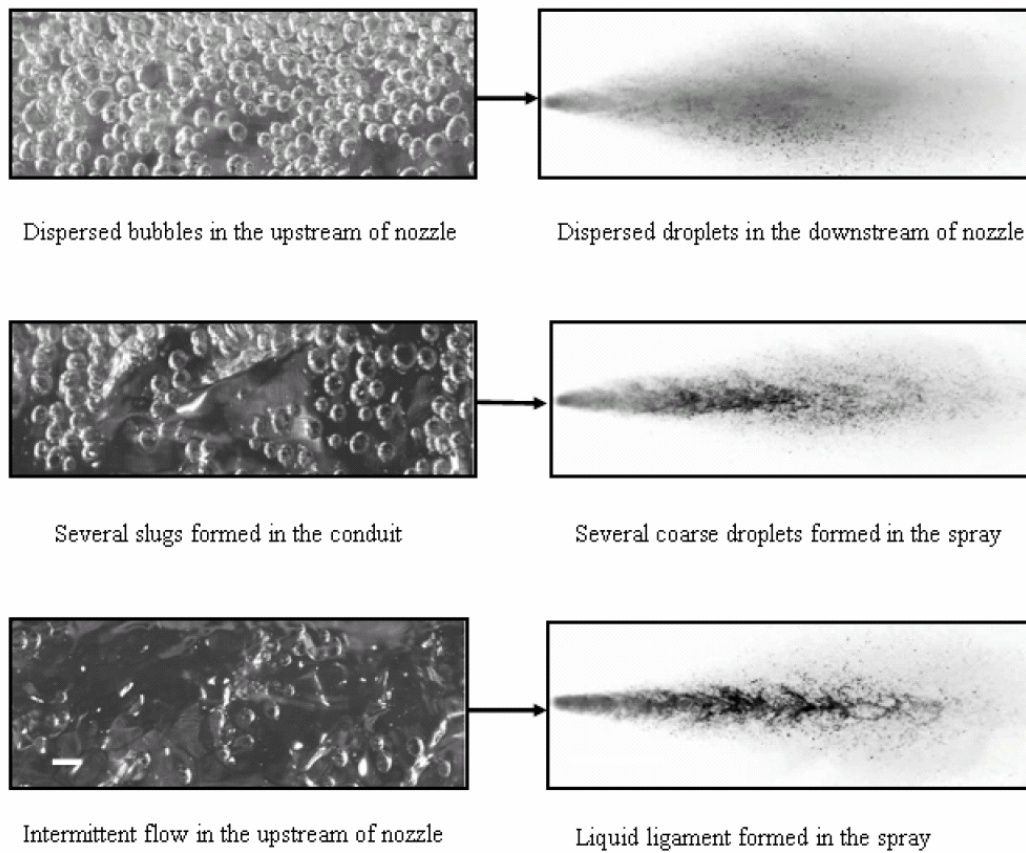 Dispersed bubbles in the upstream of nozzle
Dispersed droplets in the downstream of nozzle
Several slugs formed in the conduit
Several coarse droplets formed in the spray
Intermittent flow in the upstream of nozzle
Liquid ligament formed in the spray